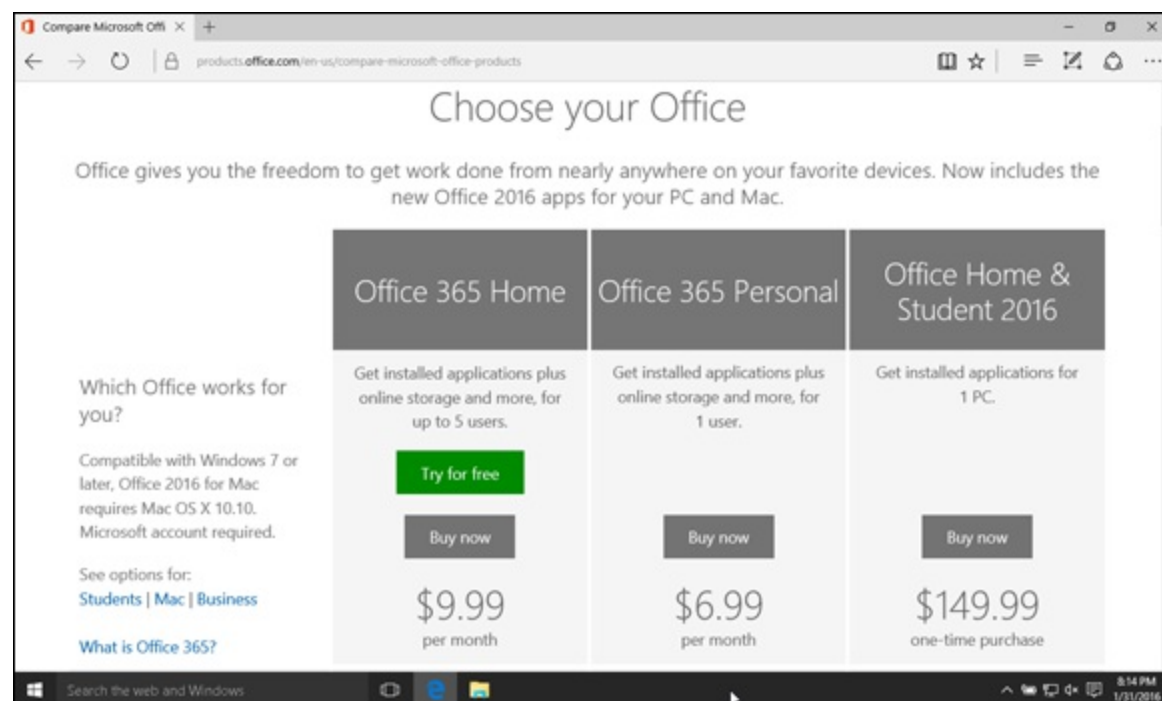 Compare Microsoft Offi
products.office.com/en-us/compare-microsoft-office-products
Choose your Office
Office gives you the freedom to get work done from nearly anywhere on your favorite devices. Now includes the
new Office 2016 apps for your PC and Mac.
Office 365 Home
Office 365 Personal
Office Home &
Student 2016
Which Office works for
you?
Compatible with Windows 7 or
later, Office 2016 for Mac
requires Mac OS X 10.10.
Microsoft account required.
See options for:
Students | Mac | Business
What is Office 365?
Get installed applications plus
online storage and more, for
up to 5 users.
Try for free
Buy now
$9.99
per month
Get installed applications plus
online storage and more, for
1 user.
Buy now
$6.99
per month
Get installed applications for
1 PC.
Buy now
$149.99
one-time purchase
Search the web and Windows
8:14 PM
1/31/2016